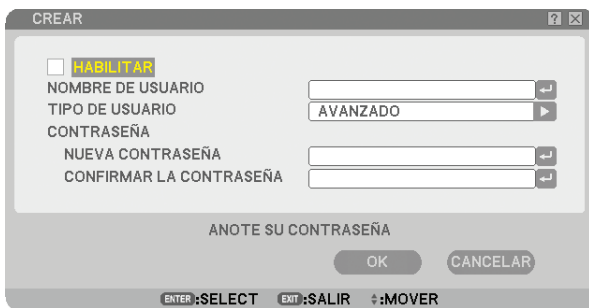 CREAR
HABILITAR
NOMBRE DE USUARIO
TIPO DE USUARIO AVANZADO
CONTRASEÑA
NUEVA CONTRASEÑA
CONFIRMAR LA CONTRASEÑA
ANOTE SU CONTRASEÑA
OK CANCELAR
ENTER:SELECT EXIT:SALIR :MOVER